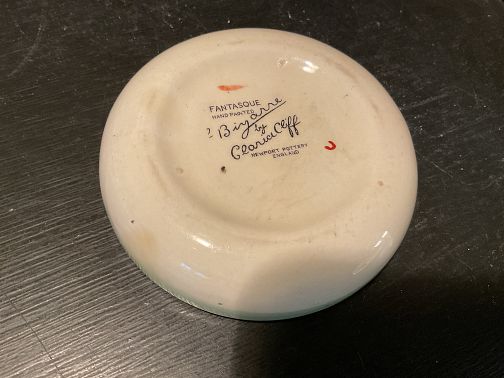 FANTASQUE
HAND PAINTED
Bizarre
by
Clarice Cliff
NEWPORT POTTERY
ENGLAND